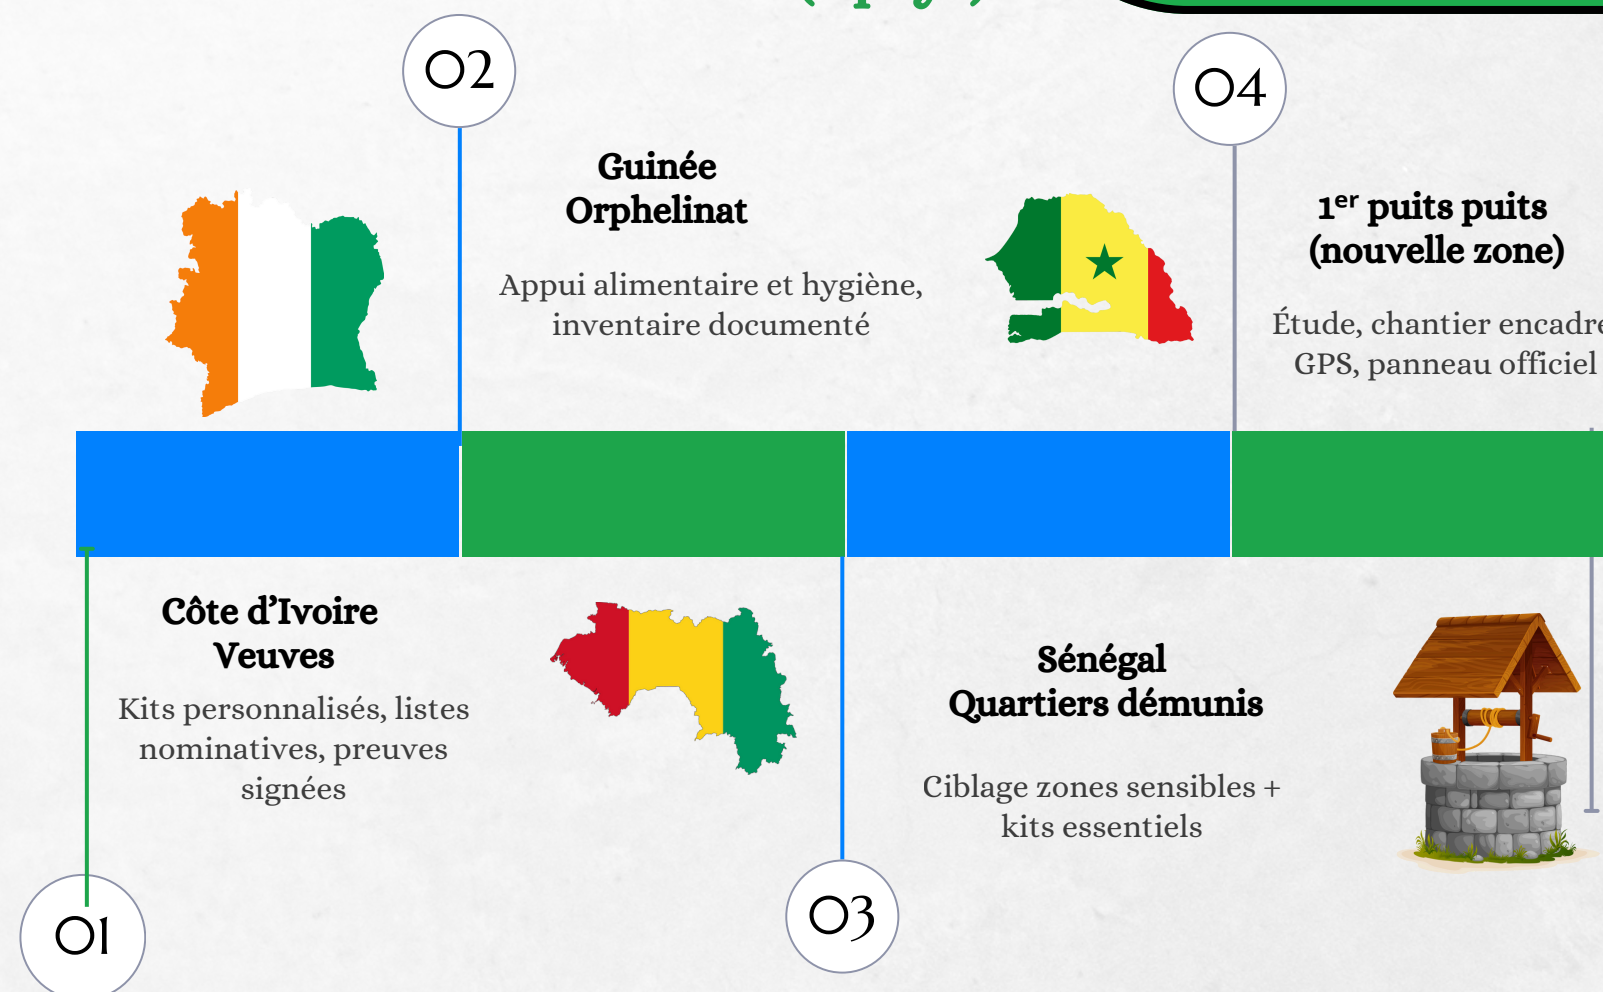 02
04
Guinée
Orphelinat
Appui alimentaire et hygiène,
inventaire documenté
1er puits puits
(nouvelle zone)
Étude, chantier encadré
GPS, panneau officiel
Côte d’Ivoire
Veuves
Kits personnalisés, listes
nominatives, preuves
signées
Sénégal
Quartiers démunis
Ciblage zones sensibles +
kits essentiels
01
03